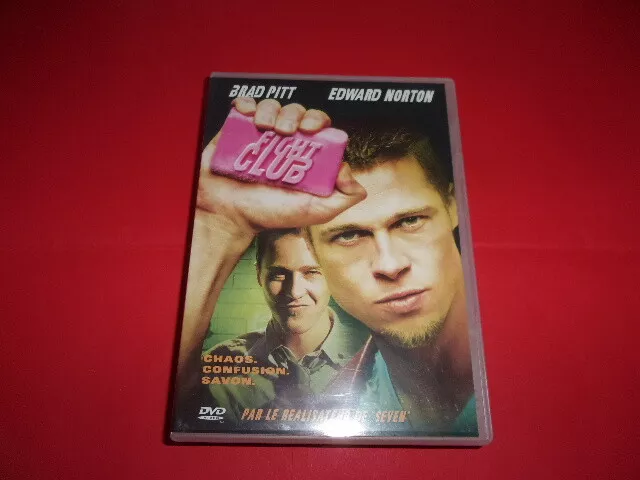 BRAD PITT EDWARD NORTON
FIGHT
CLUB
CHAOS.
CONFUSION.
SAVON.
DVD
PAR LE REALISATEUR DE "SEVEN"